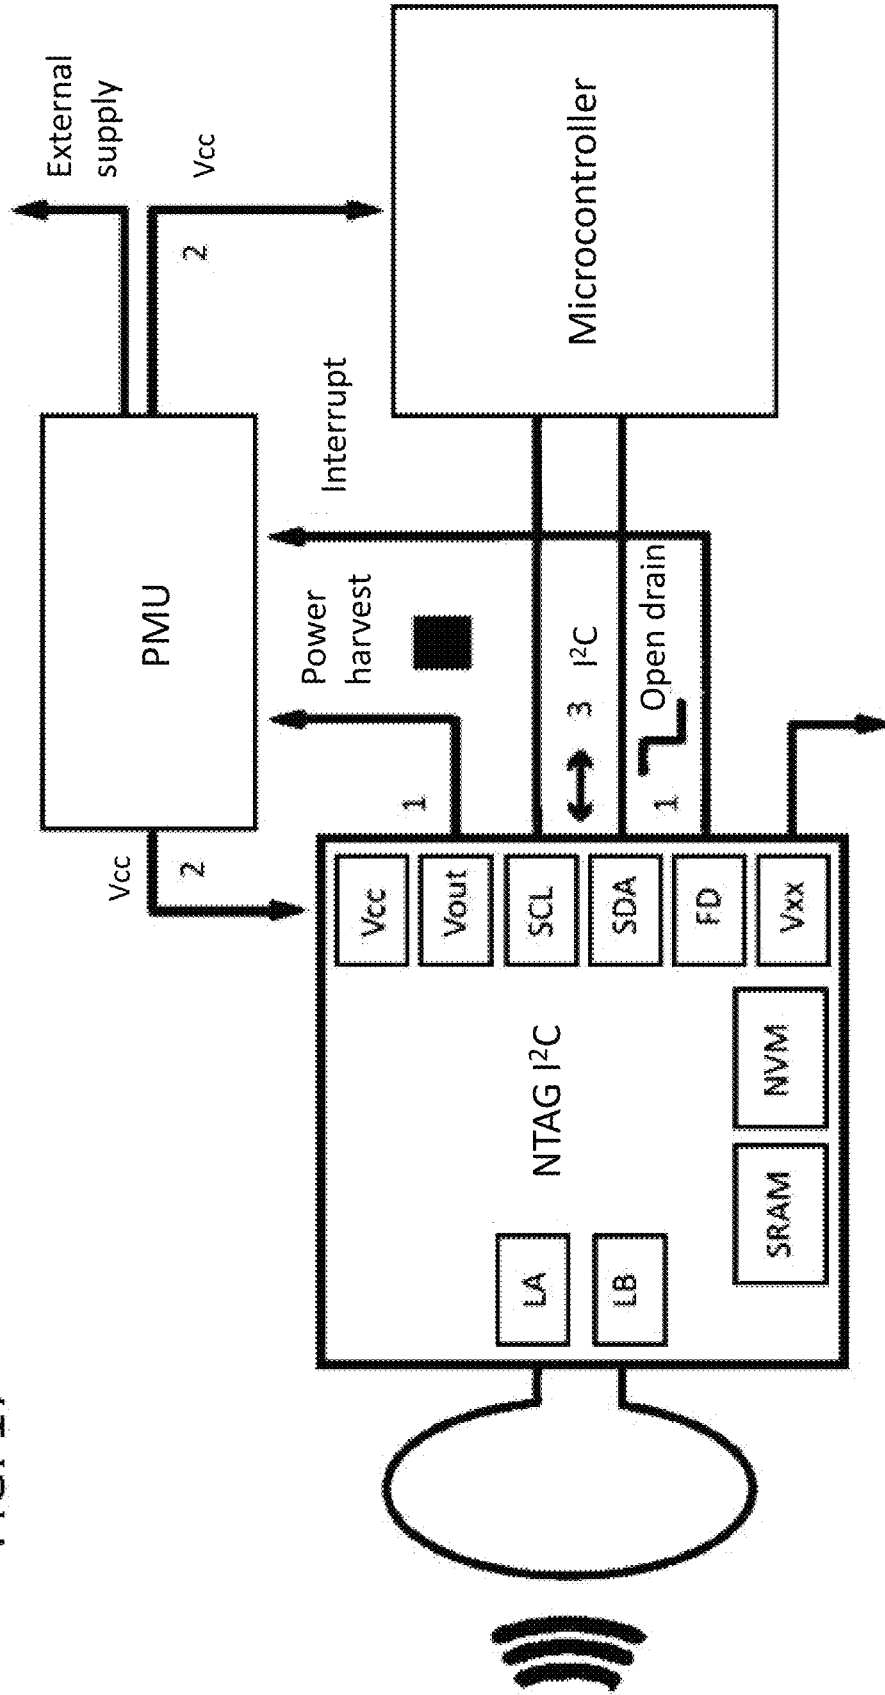 External
supply
Vcc
2
PMU
Vcc
2
Power
harvest
Interrupt
1
Microcontroller
3
I²C
1
Open drain
NTAG I²C
Vcc
Vout
SCL
SDA
FD
Vxx
LA
LB
SRAM
NVM